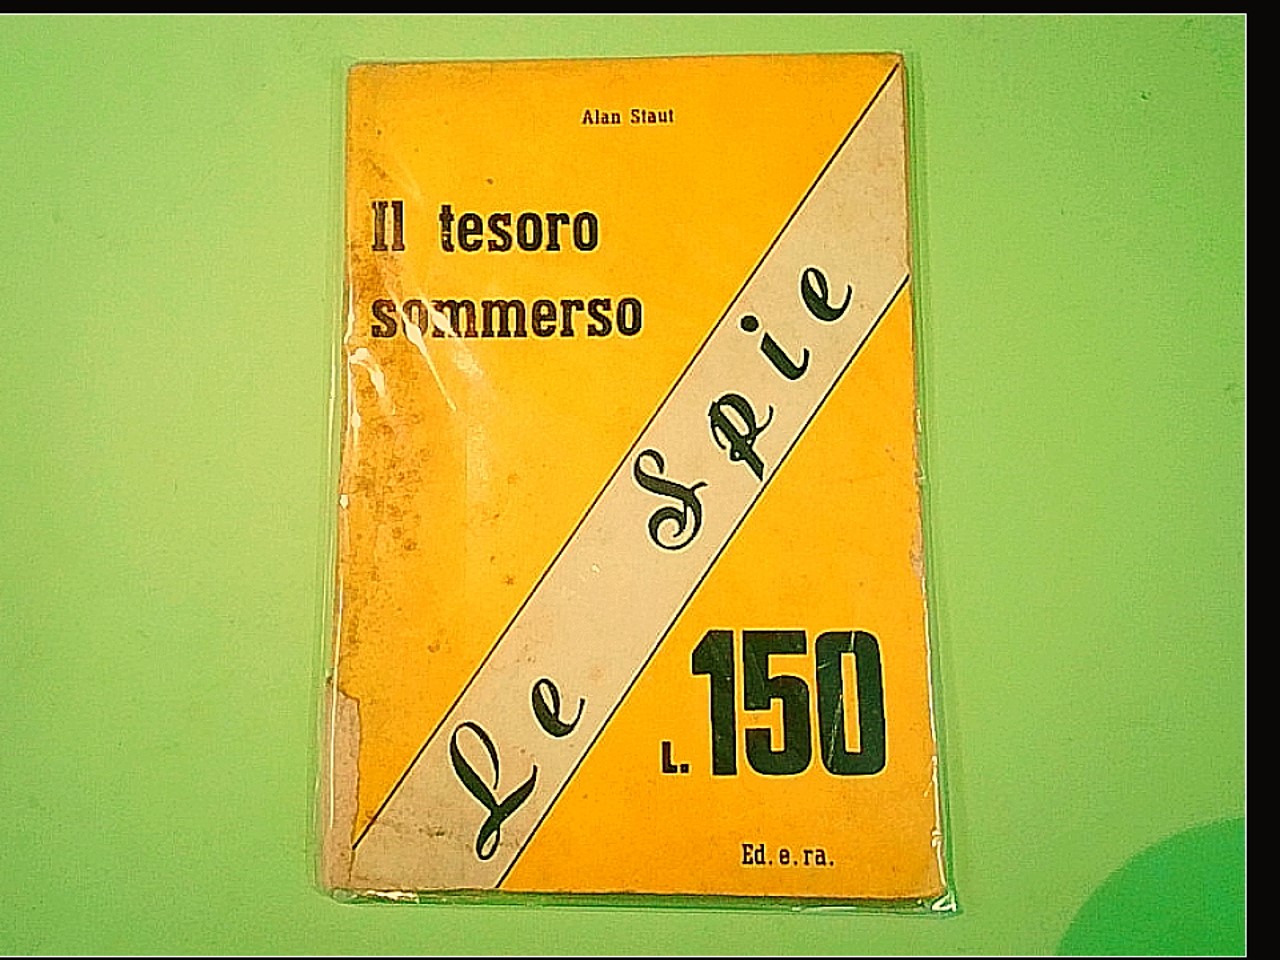 Alan Staut
Il tesoro
sommerso
Le Spie
L. 150
Ed. e. ra.